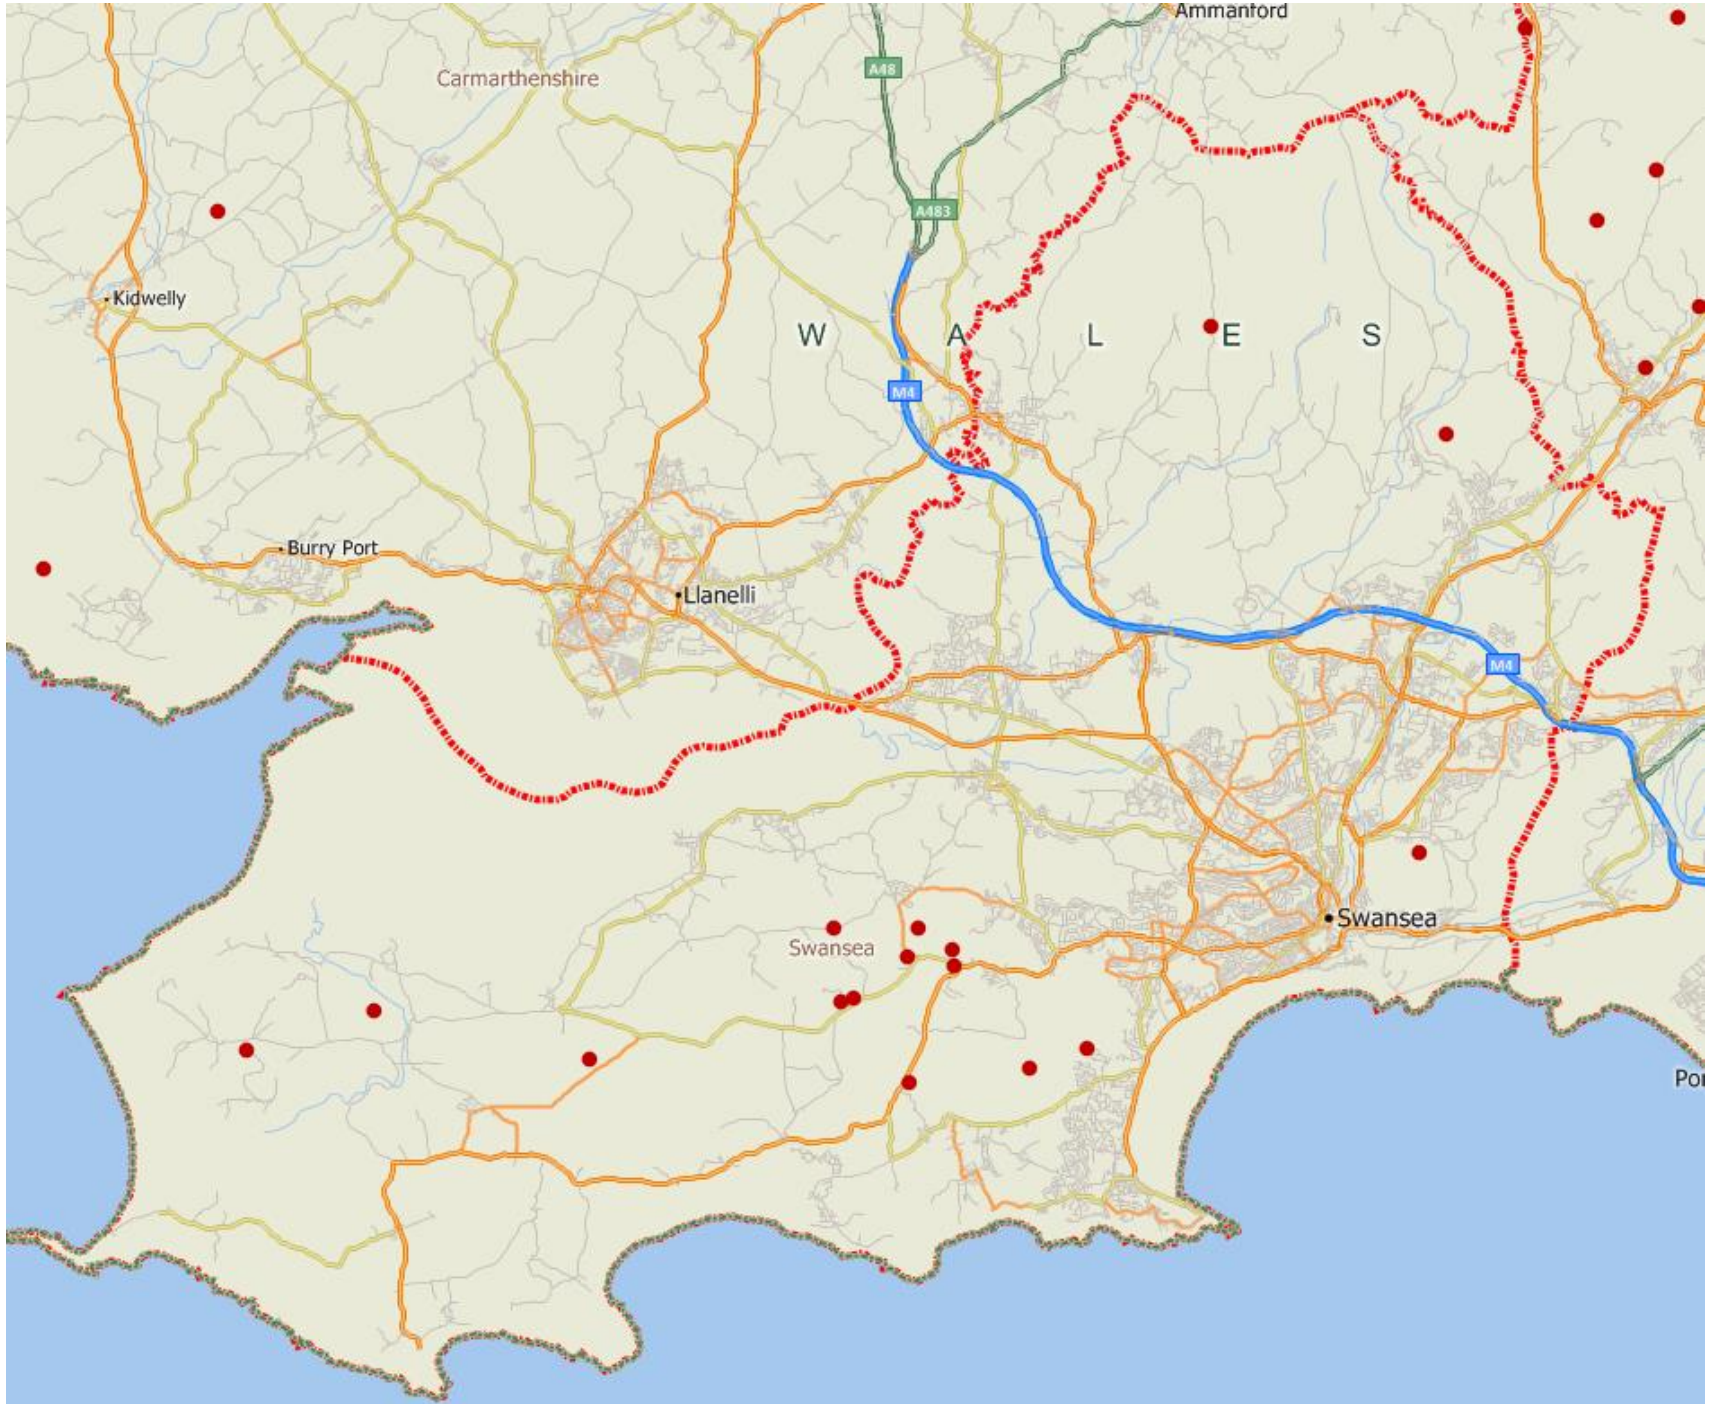 Ammanford
A48
Carmarthenshire
A483
Kidwelly
W A L E S
M4
Burry Port
Llanelli
M4
Swansea
Swansea
Por